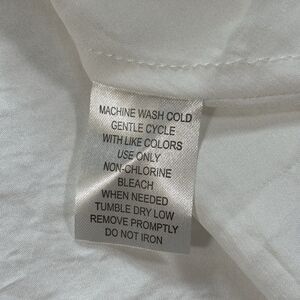 MACHINE WASH COLD
GENTLE CYCLE
WITH LIKE COLORS
USE ONLY
NON-CHLORINE
BLEACH
WHEN NEEDED
TUMBLE DRY LOW
REMOVE PROMPTLY
DO NOT IRON